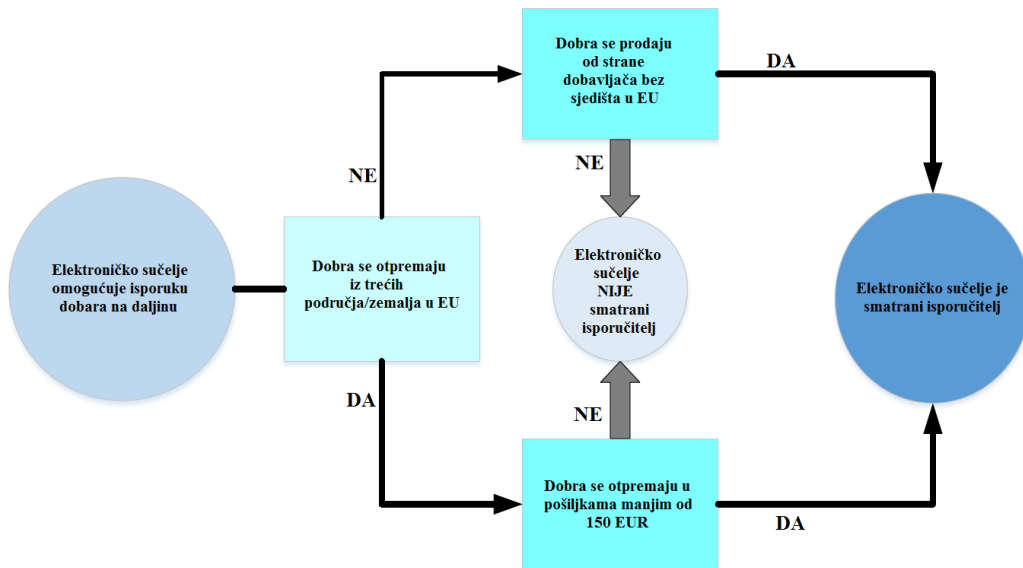 Elektroničko sučelje
omogućuje isporuku
dobara na daljinu
Dobra se otpremaju
iz trećih
područja/zemalja u EU
NE
DA
Dobra se prodaju
od strane
dobavljača bez
sjedišta u EU
NE
DA
Elektroničko
sučelje
NIJE
smatrani
isporučitelj
NE
Dobra se otpremaju u
pošiljkama manjim od
150 EUR
DA
Elektroničko sučelje je
smatrani isporučitelj